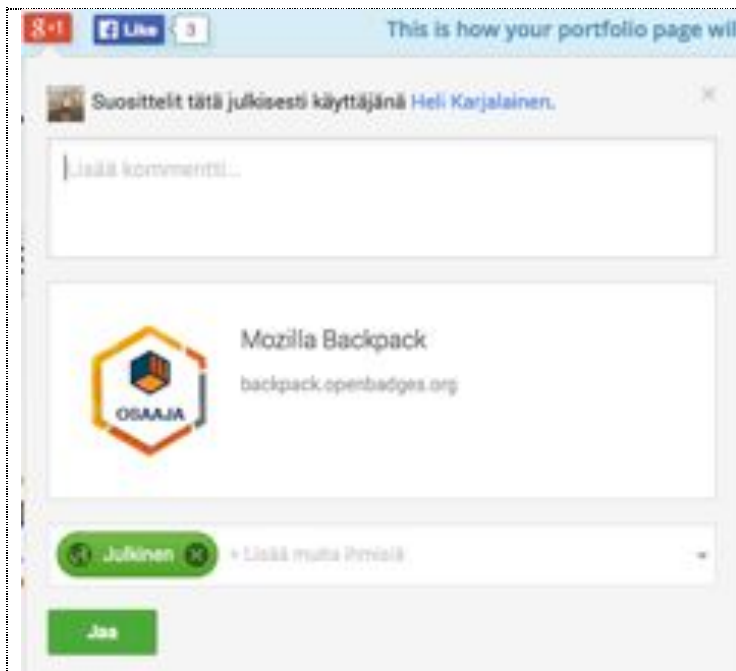 g+1 Like 3 This is how your portfolio page wil
Suosittelit tätä julkisesti käyttäjänä Heli Karjalainen.
Lisää kommentti...
Mozilla Backpack
backpack.openbadges.org
OSAAJA
Julkinen + Lisää muita ihmisiä
Jaa